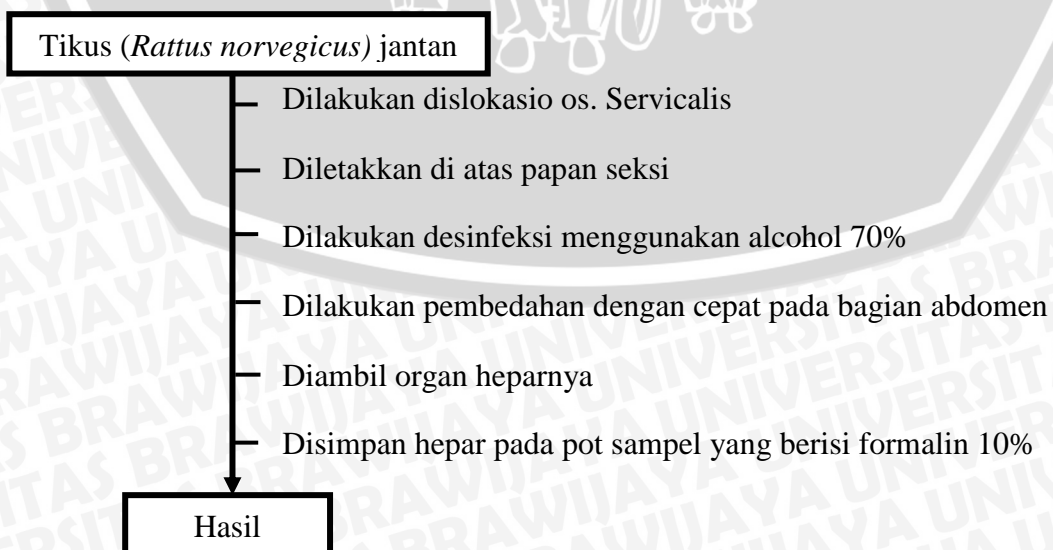 Tikus (Rattus norvegicus) jantan
Dilakukan dislokasio os. Servicalis
Diletakkan di atas papan seksi
Dilakukan desinfeksi menggunakan alcohol 70%
Dilakukan pembedahan dengan cepat pada bagian abdomen
Diambil organ heparnya
Disimpan hepar pada pot sampel yang berisi formalin 10%
Hasil